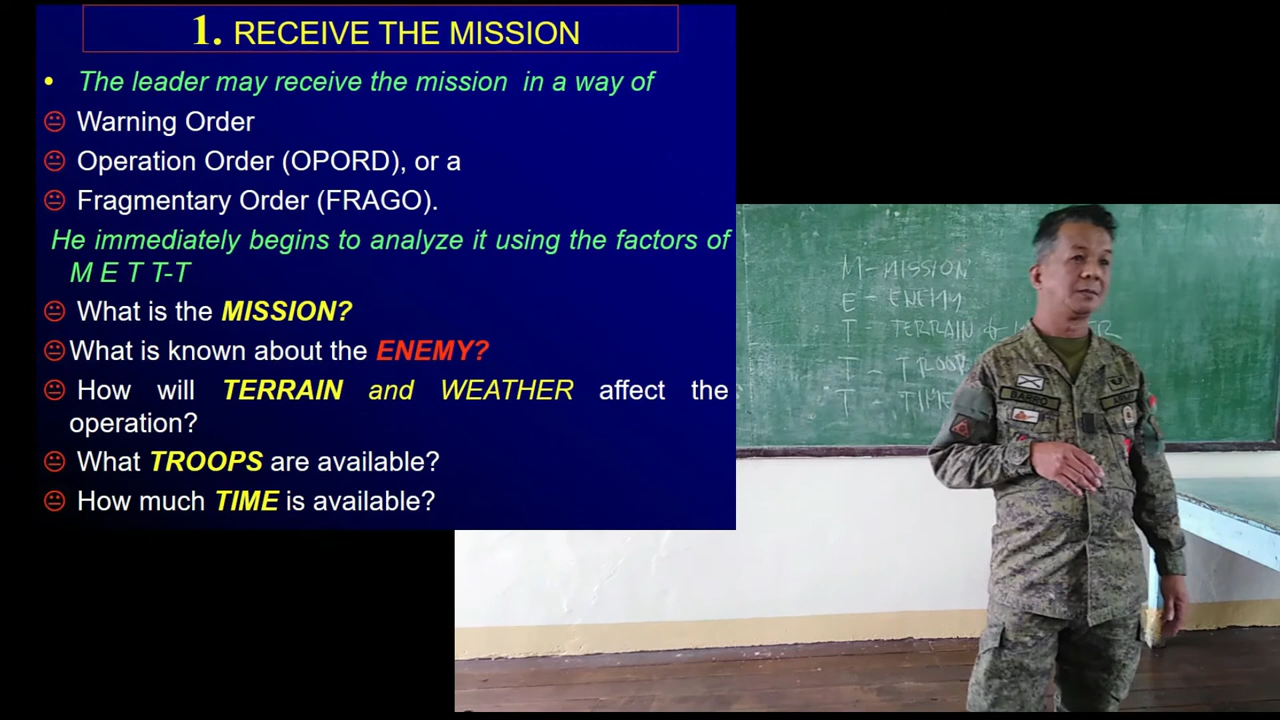 1. RECEIVE THE MISSION
• The leader may receive the mission in a way of
Warning Order
Operation Order (OPORD), or a
Fragmentary Order (FRAGO).
He immediately begins to analyze it using the factors of
M E T T-T
What is the MISSION?
What is known about the ENEMY?
How will TERRAIN and WEATHER affect the
operation?
What TROOPS are available?
How much TIME is available?
M - MISSION
E - ENEMY
T - TERRAIN &
T -
T - TIME
ARMY